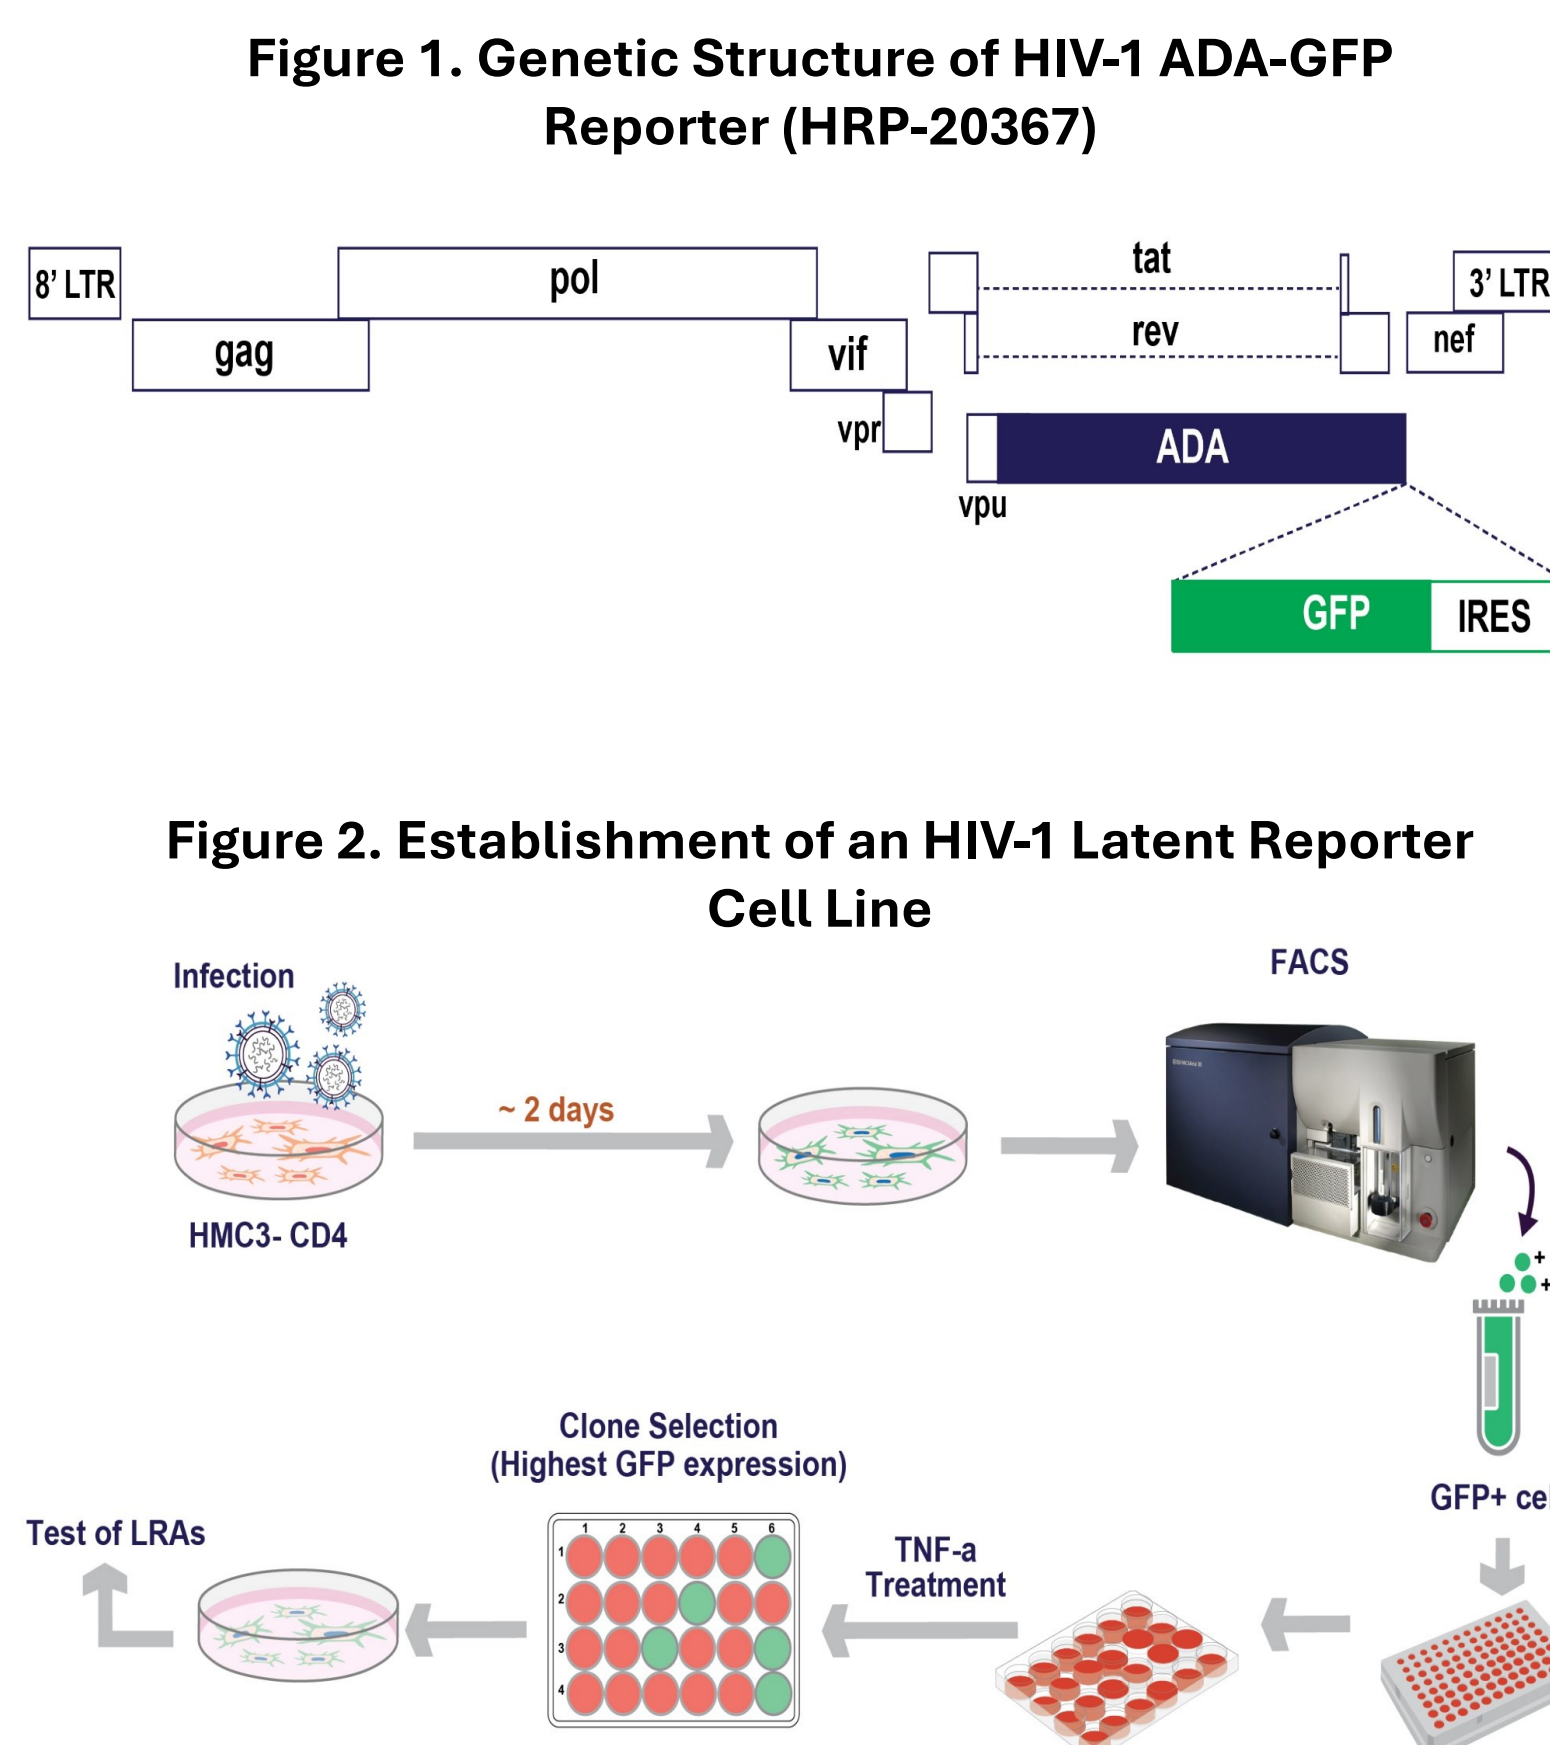 Figure 1. Genetic Structure of HIV-1 ADA-GFP
Reporter (HRP-20367)
8’ LTR
pol
tat
3’ LTR
gag
vif
rev
nef
vpr
ADA
vpu
GFP
IRES
Figure 2. Establishment of an HIV-1 Latent Reporter
Cell Line
Infection
FACS
~ 2 days
HMC3- CD4
+
+
Clone Selection
(Highest GFP expression)
GFP+ cel
Test of LRAs
TNF-a
Treatment
1 2 3 4 5 6
1
2
3
4